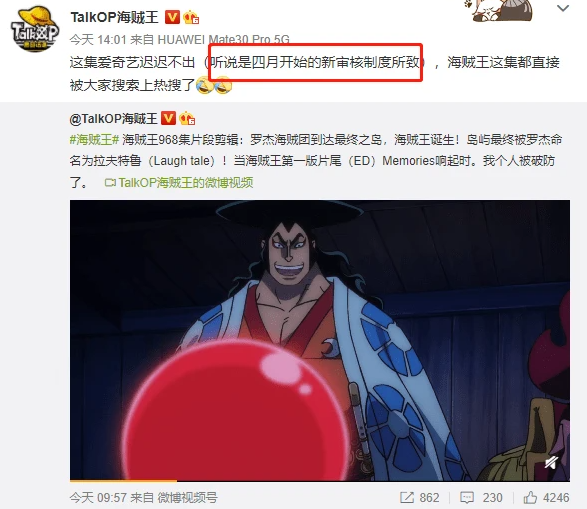 TalkOP海贼王
TalkOP
今天 14:01 来自 HUAWEI Mate30 Pro 5G
这集爱奇艺迟迟不出（听说是四月开始的新审核制度所致），海贼王这集都直接
被大家搜索上热搜了
@TalkOP海贼王
#海贼王# 海贼王968集片段剪辑：罗杰海贼团到达最终之岛，海贼王诞生！岛屿最终被罗杰命
名为拉夫特鲁（Laugh tale）！当海贼王第一版片尾（ED）Memories响起时。我个人被破防
了。 TalkOP海贼王的微博视频
今天 09:57 来自 微博视频号
862
230
4246